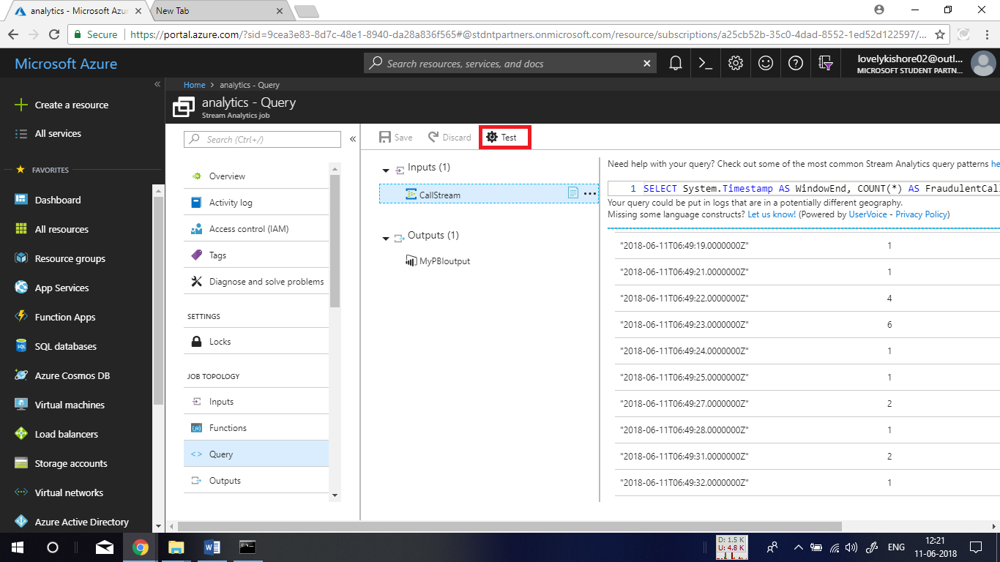 analytics - Microsoft Azur
New Tab
Secure
https://portal.azure.com/?sid=9cea3e83-8d7c-48e1-8940-da28a836f565#@stdntpartners.onmicrosoft.com/resource/subscriptions/a25cb52b-35c0-4dad-8552-1ed52d122597/...
Microsoft Azure
Search resources, services, and docs
lovelykishore02@outl...
MICROSOFT STUDENT PARTN...
Create a resource
All services
FAVORITES
Dashboard
All resources
Resource groups
App Services
Function Apps
SQL databases
Azure Cosmos DB
Virtual machines
Load balancers
Storage accounts
Virtual networks
Azure Active Directory
Home > analytics - Query
analytics - Query
Stream Analytics job
Search (Ctrl+/)
Overview
Activity log
Access control (IAM)
Tags
Diagnose and solve problems
SETTINGS
Locks
JOB TOPOLOGY
Inputs
Functions
Query
Outputs
Save
Discard
Test
Inputs (1)
CallStream
Outputs (1)
MyPBIoutput
Need help with your query? Check out some of the most common Stream Analytics query patterns he
1 SELECT System.Timestamp AS WindowEnd, COUNT(*) AS FraudulentCal
Your query could be put in logs that are in a potentially different geography.
Missing some language constructs? Let us know! (Powered by UserVoice - Privacy Policy)
"2018-06-11T06:49:19.0000000Z" 1
"2018-06-11T06:49:21.0000000Z" 1
"2018-06-11T06:49:22.0000000Z" 4
"2018-06-11T06:49:23.0000000Z" 6
"2018-06-11T06:49:24.0000000Z" 1
"2018-06-11T06:49:25.0000000Z" 1
"2018-06-11T06:49:27.0000000Z" 2
"2018-06-11T06:49:28.0000000Z" 1
"2018-06-11T06:49:31.0000000Z" 2
"2018-06-11T06:49:32.0000000Z" 1
D: 1.5 K
U: 4.8 K
ENG
12:21
11-06-2018